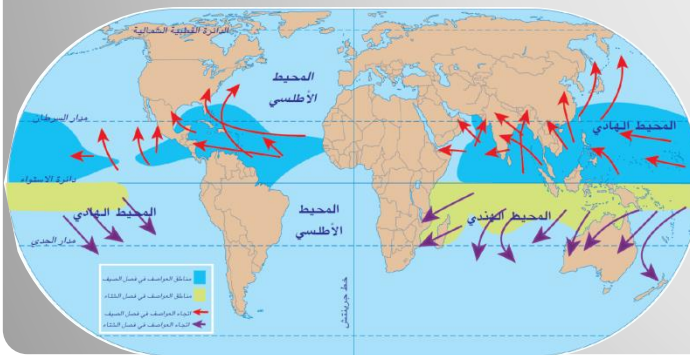 الدائرة القطبية الشمالية
المحيط
الأطلسي
مدار السرطان
المحيط الهادي
دائرة الاستواء
المحيط الهادي
المحيط
الأطلسي
المحيط الهندي
مدار الجدي
خط جرينتش
مناطق العواصف في فصل الصيف
مناطق العواصف في فصل الشتاء
اتجاه العواصف في فصل الصيف
اتجاه العواصف في فصل الشتاء